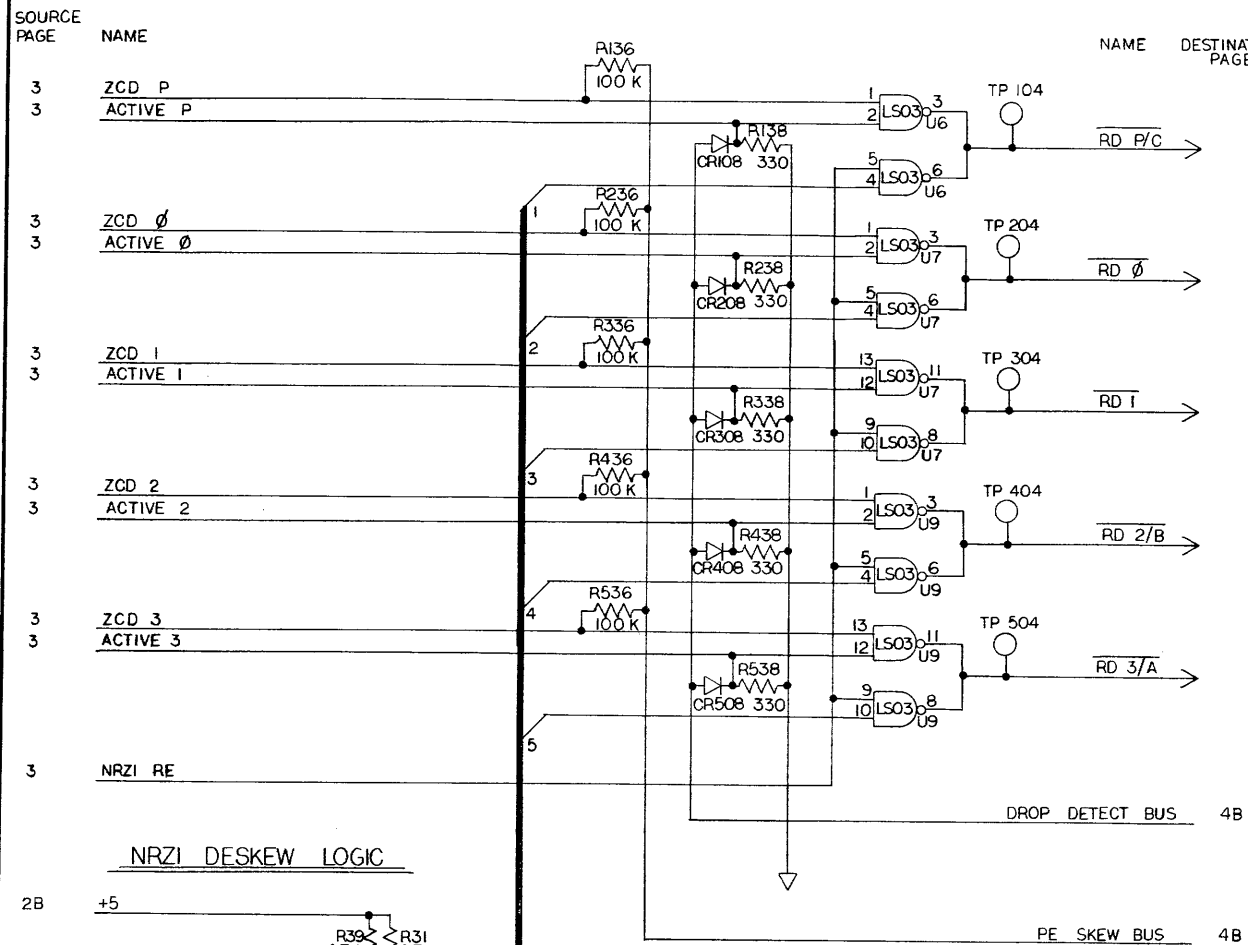 SOURCE PAGE NAME
NAME DESTINAT PAGE
R136
100 K
3 ZCD P
3 ACTIVE P
1
2
LS03
3
U6
TP 104
RD P/C
R138
CR108 330
5
4
LS03
6
U6
R236
100 K
1
3 ZCD Ø
3 ACTIVE Ø
1
2
LS03
3
U7
TP 204
RD Ø
R238
CR208 330
5
4
LS03
6
U7
R336
100 K
2
3 ZCD 1
3 ACTIVE 1
13
12
LS03
11
U7
TP 304
RD 1
R338
CR308 330
9
10
LS03
8
U7
R436
100 K
3
3 ZCD 2
3 ACTIVE 2
1
2
LS03
3
U9
TP 404
RD 2/B
R438
CR408 330
5
4
LS03
6
U9
R536
100 K
4
3 ZCD 3
3 ACTIVE 3
13
12
LS03
11
U9
TP 504
RD 3/A
R538
CR508 330
9
10
LS03
8
U9
5
3 NRZI RE
DROP DETECT BUS 4B
NRZI DESKEW LOGIC
2B +5
R39 R31
PE SKEW BUS 4B